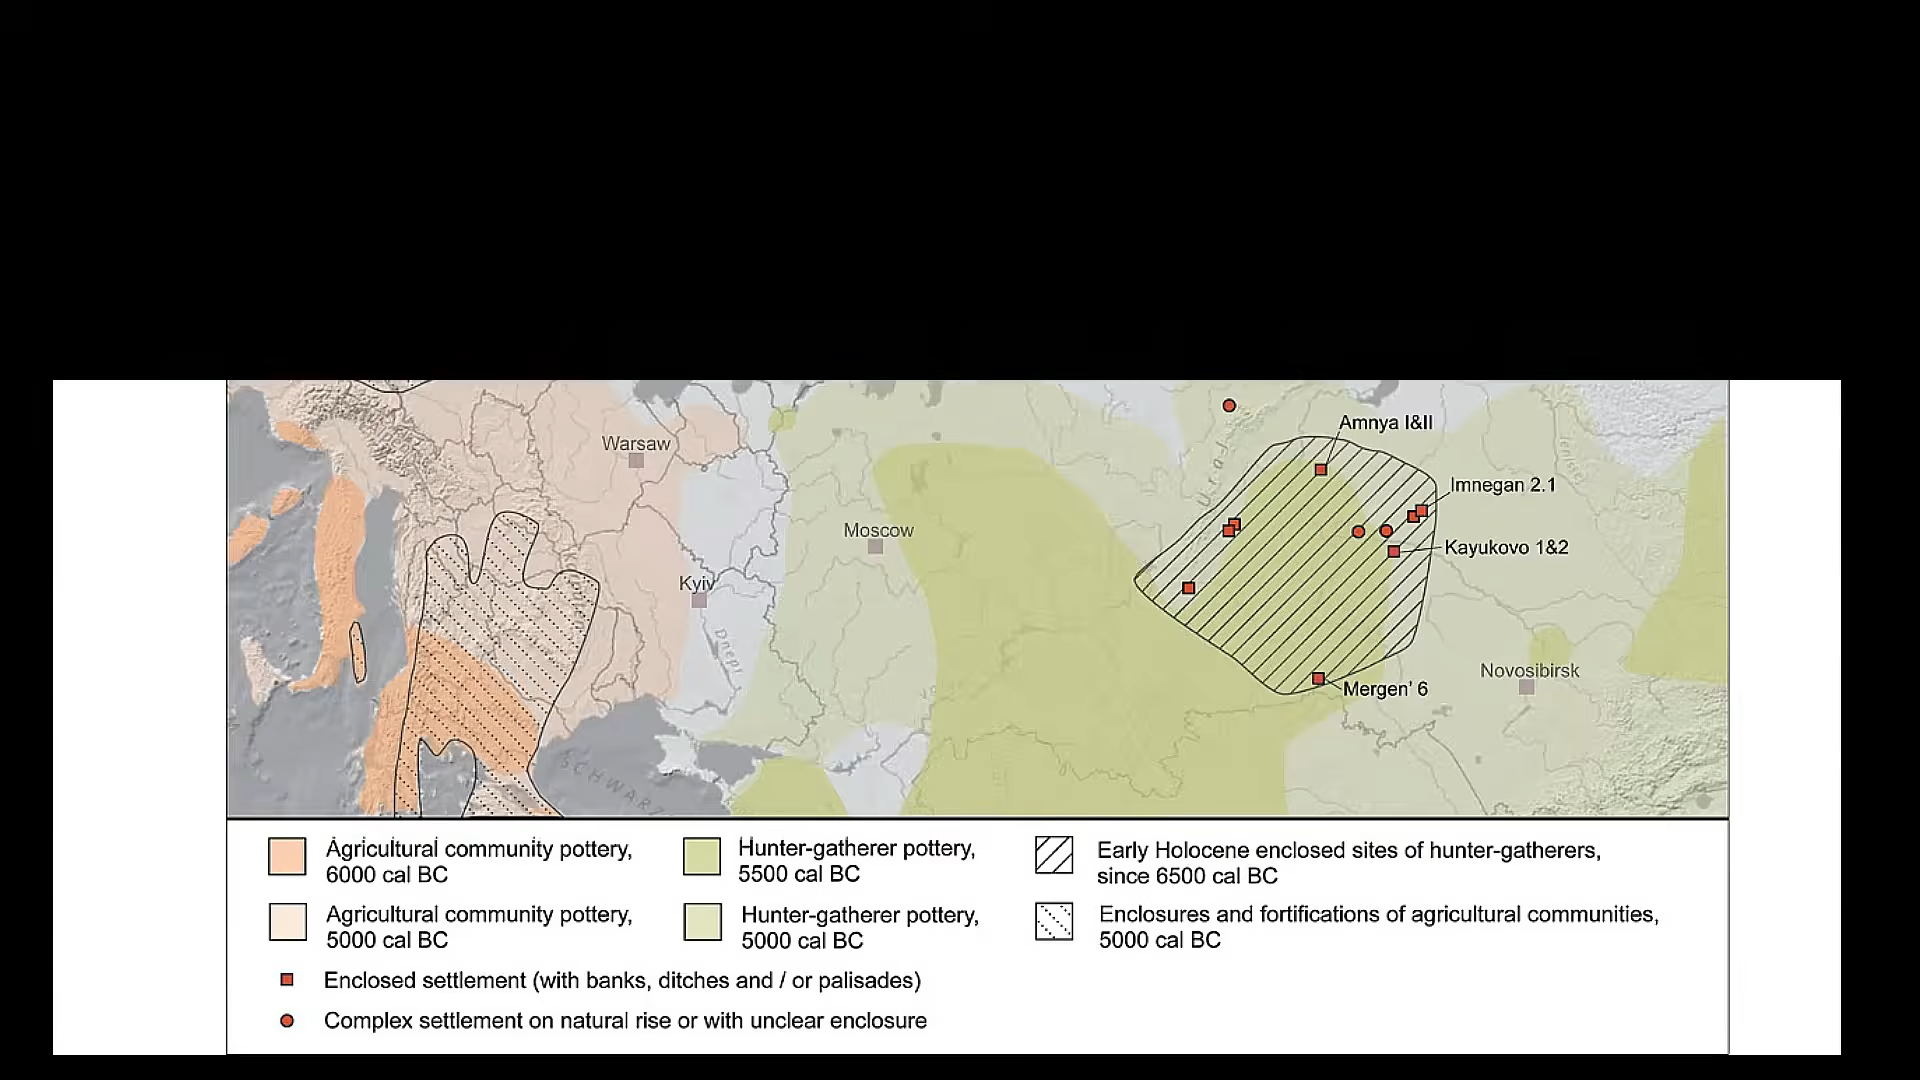 Amnya I&II
Warsaw
Ural
Jenisej
Imnegan 2.1
Moscow
Kayukovo 1&2
Kyiv
Dnepr
Novosibirsk
Mergen' 6
SCHWARZ
Agricultural community pottery,
6000 cal BC
Hunter-gatherer pottery,
5500 cal BC
Early Holocene enclosed sites of hunter-gatherers,
since 6500 cal BC
Agricultural community pottery,
5000 cal BC
Hunter-gatherer pottery,
5000 cal BC
Enclosures and fortifications of agricultural communities,
5000 cal BC
Enclosed settlement (with banks, ditches and / or palisades)
Complex settlement on natural rise or with unclear enclosure